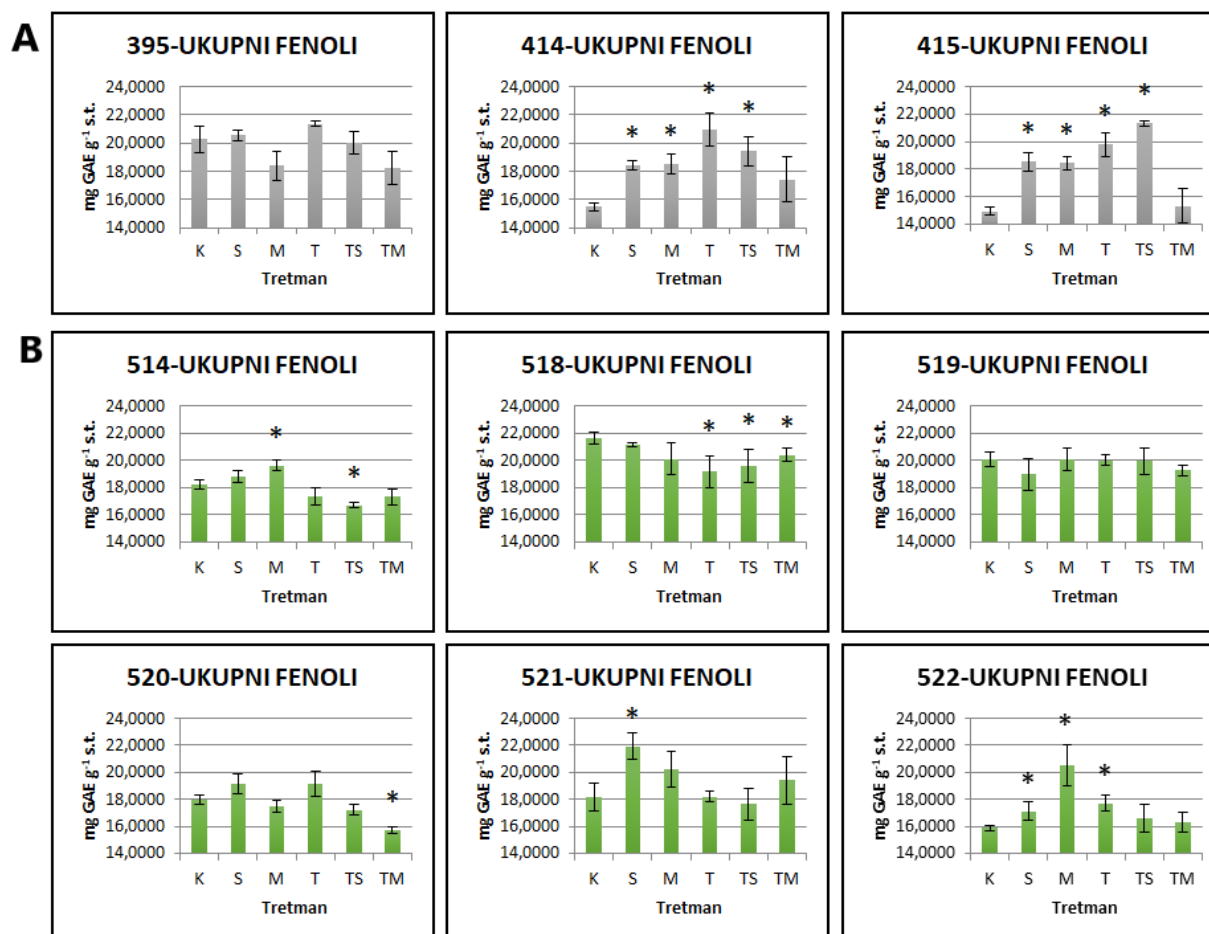 A
395-UKUPNI FENOLI
mg GAE g⁻¹ s.t.
24,0000
22,0000
20,0000
18,0000
16,0000
14,0000
K S M T TS TM
Tretman
414-UKUPNI FENOLI
mg GAE g⁻¹ s.t.
24,0000
22,0000
20,0000
18,0000
16,0000
14,0000
* * * *
K S M T TS TM
Tretman
415-UKUPNI FENOLI
mg GAE g⁻¹ s.t.
24,0000
22,0000
20,0000
18,0000
16,0000
14,0000
* * * *
K S M T TS TM
Tretman
B
514-UKUPNI FENOLI
mg GAE g⁻¹ s.t.
24,0000
22,0000
20,0000
18,0000
16,0000
14,0000
* *
K S M T TS TM
Tretman
518-UKUPNI FENOLI
mg GAE g⁻¹ s.t.
24,0000
22,0000
20,0000
18,0000
16,0000
14,0000
* * *
K S M T TS TM
Tretman
519-UKUPNI FENOLI
mg GAE g⁻¹ s.t.
24,0000
22,0000
20,0000
18,0000
16,0000
14,0000
K S M T TS TM
Tretman
520-UKUPNI FENOLI
mg GAE g⁻¹ s.t.
24,0000
22,0000
20,0000
18,0000
16,0000
14,0000
*
K S M T TS TM
Tretman
521-UKUPNI FENOLI
mg GAE g⁻¹ s.t.
24,0000
22,0000
20,0000
18,0000
16,0000
14,0000
*
K S M T TS TM
Tretman
522-UKUPNI FENOLI
mg GAE g⁻¹ s.t.
24,0000
22,0000
20,0000
18,0000
16,0000
14,0000
* * *
K S M T TS TM
Tretman